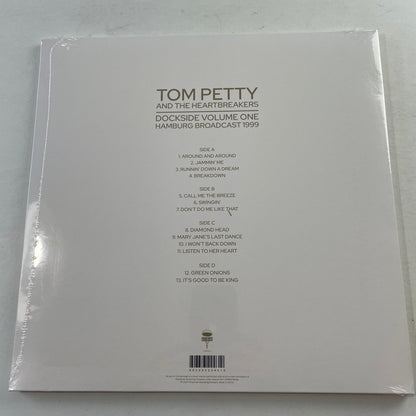 TOM PETTY
AND THE HEARTBREAKERS
DOCKSIDE VOLUME ONE
HAMBURG BROADCAST 1999
SIDE A
1. AROUND AND AROUND
2. JAMMIN' ME
3. RUNNIN' DOWN A DREAM
4. BREAKDOWN
SIDE B
5. CALL ME THE BREEZE
6. SWINGIN'
7. DON'T DO ME LIKE THAT
SIDE C
8. DIAMOND HEAD
9. MARY JANE'S LAST DANCE
10. I WON'T BACK DOWN
11. LISTEN TO HER HEART
SIDE D
12. GREEN ONIONS
13. IT'S GOOD TO BE KING